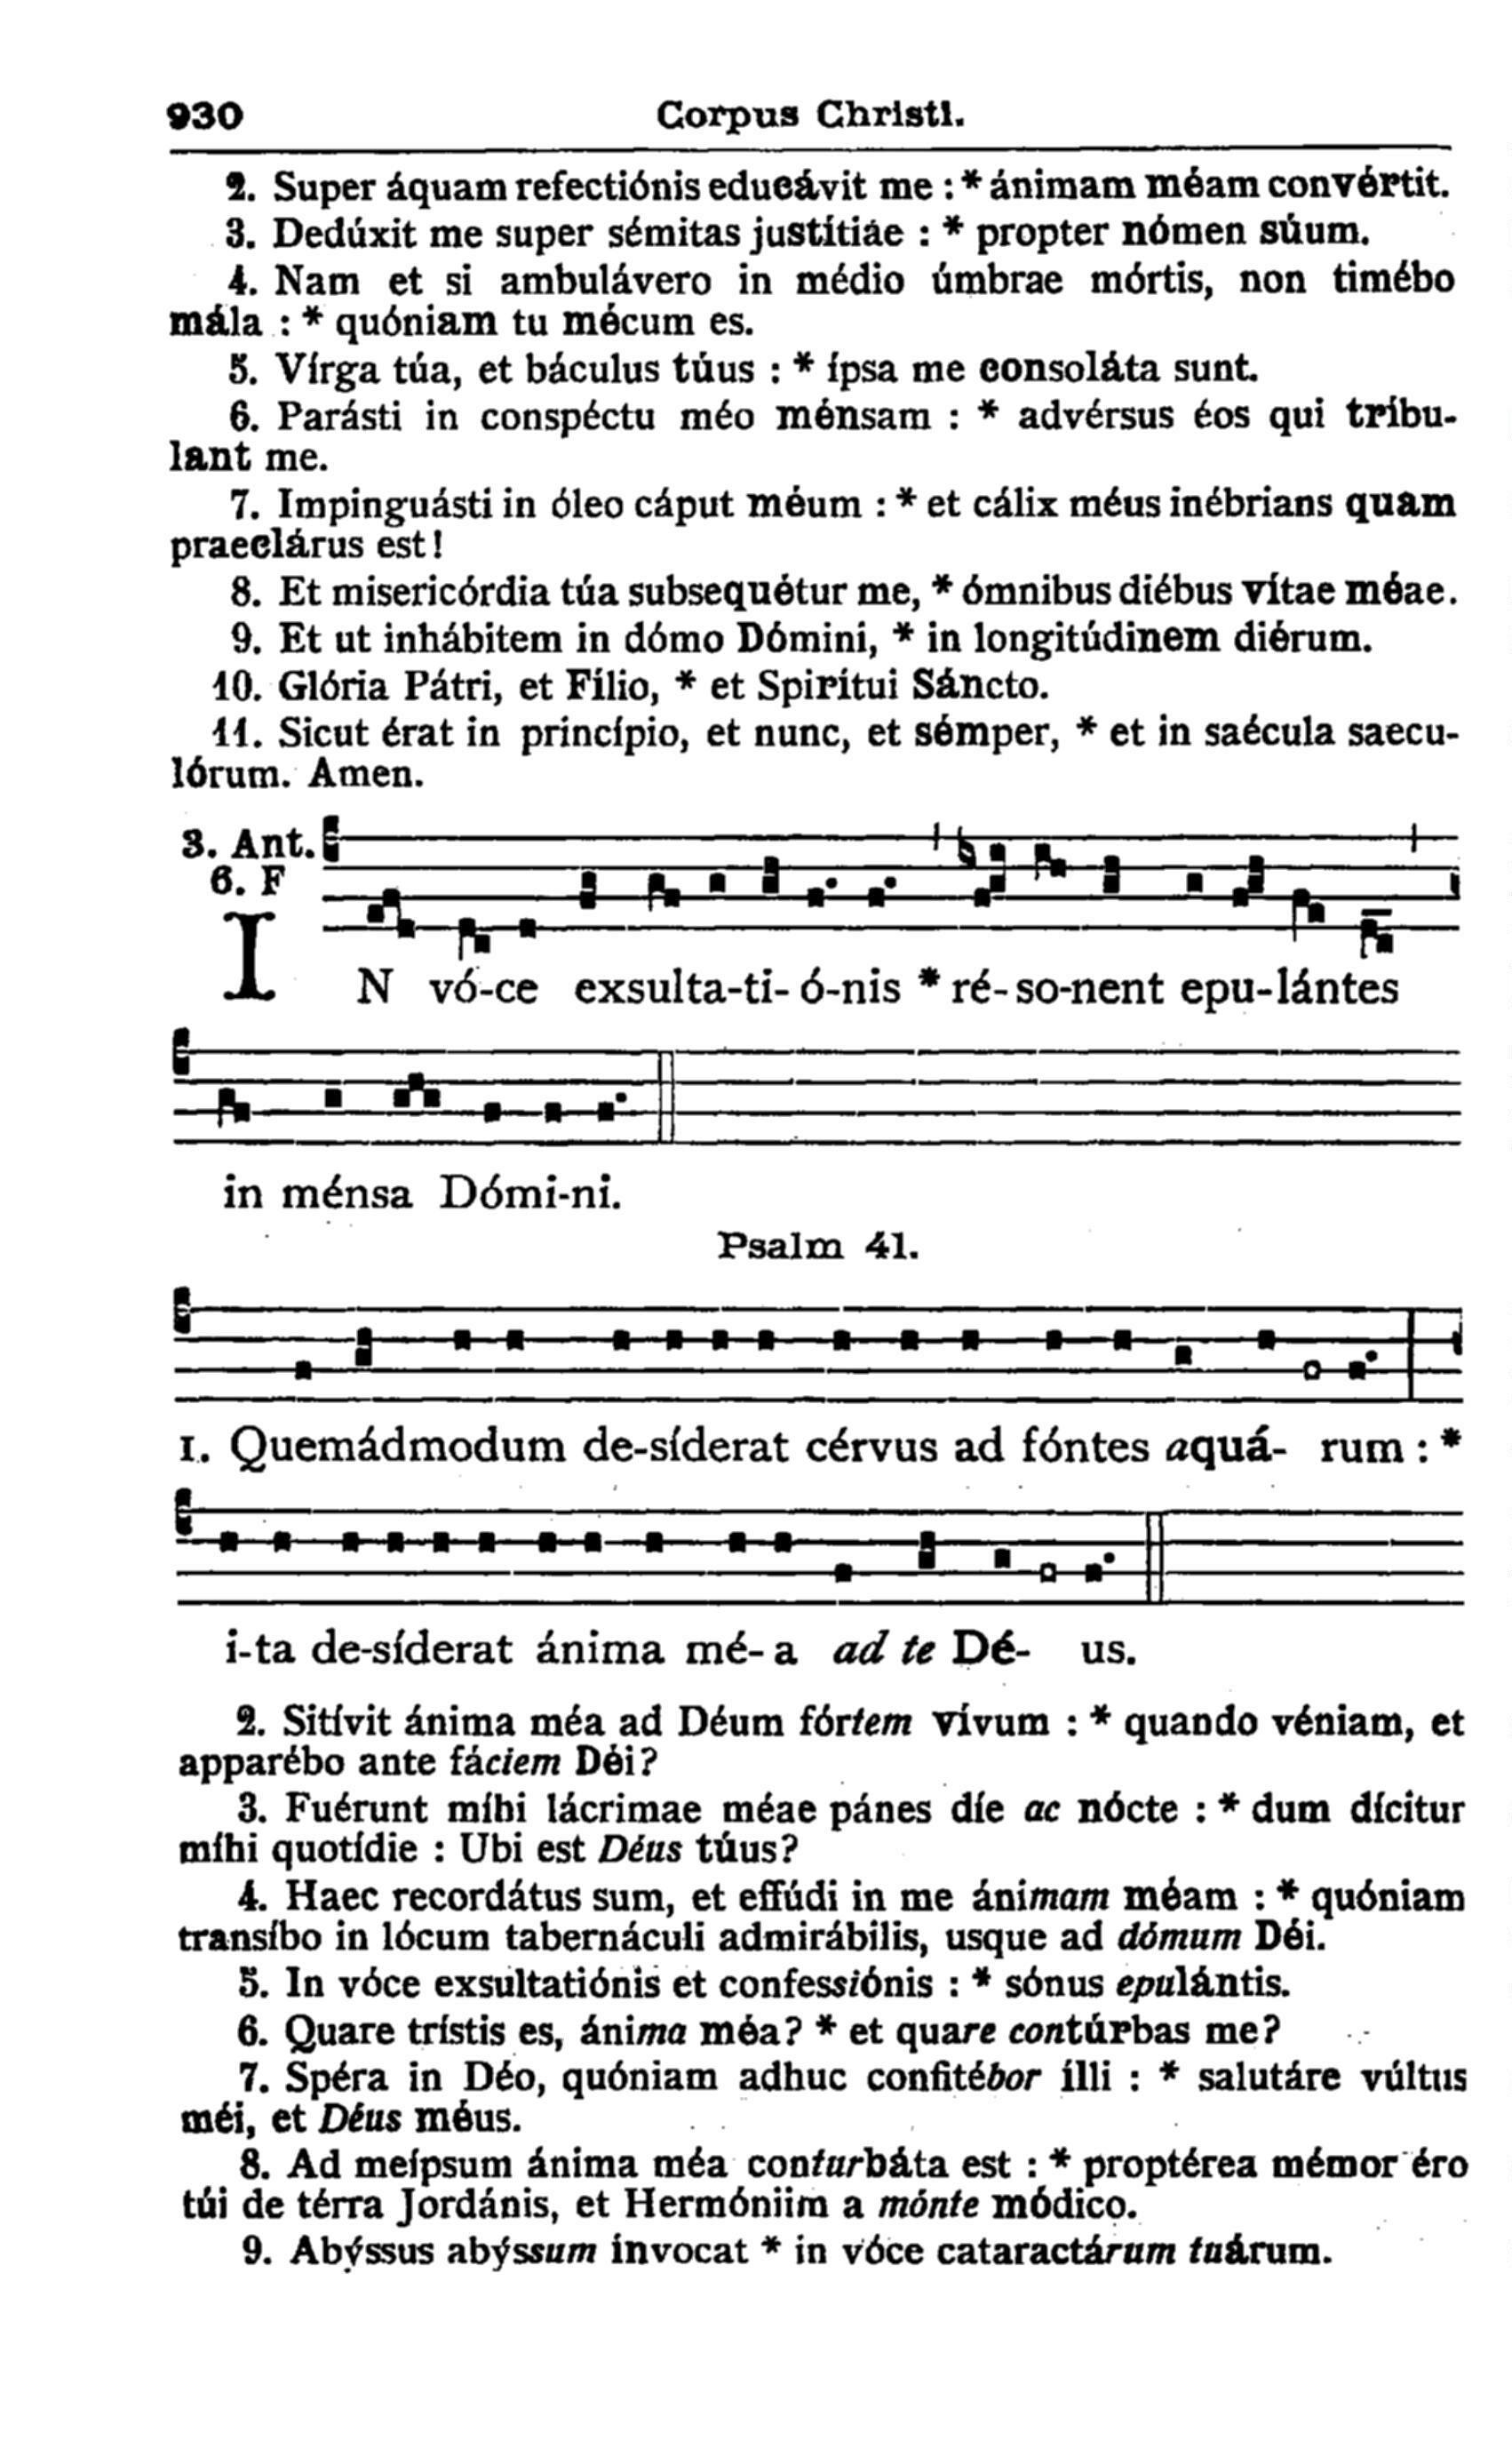 930 Corpus Christi.
2. Super áquam refectiónis educávit me : * ánimam méam convértit.
3. Dedúxit me super sémitas justítiae : * propter nómen súum.
4. Nam et si ambulávero in médio úmbrae mórtis, non timébo
mála : * quóniam tu mécum es.
5. Vírga túa, et báculus túus : * ípsa me consoláta sunt.
6. Parásti in conspéctu méo ménsam : * advérsus éos qui tríbu-
lant me.
7. Impinguásti in óleo cáput méum : * et cálix méus inébrians quam
praeclárus est!
8. Et misericórdia túa subsequétur me, * ómnibus diébus vítae méae.
9. Et ut inhábitem in dómo Dómini, * in longitúdinem diérum.
10. Glória Pátri, et Fílio, * et Spirítui Sáncto.
11. Sicut érat in princípio, et nunc, et sémper, * et in saécula saecu-
lórum. Amen.
3. Ant.
6. F
IN vó-ce exsulta-ti-ó-nis * ré-so-nent epu-lántes
in ménsa Dómi-ni.
Psalm 41.
1. Quemádmodum de-síderat cérvus ad fóntes aquá- rum : *
i-ta de-síderat ánima mé-a ad te Dé- us.
2. Sitívit ánima méa ad Déum fórtem vívum : * quando véniam, et
apparébo ante fáciem Déi?
3. Fuérunt míhi lácrimae méae pánes díe ac nócte : * dum dícitur
míhi quotídie : Ubi est Déus túus?
4. Haec recordátus sum, et effúdi in me ánimam méam : * quóniam
transíbo in lócum tabernáculi admirábilis, usque ad dómum Déi.
5. In vóce exsultatiónis et confessiónis : * sónus epulántis.
6. Quare trístis es, ánima méa? * et quare contúrbas me?
7. Spéra in Déo, quóniam adhuc confitébor ílli : * salutáre vúltus
méi, et Déus méus.
8. Ad meípsum ánima méa conturbáta est : * proptérea mémor éro
túi de térra Jordánis, et Hermóniim a mónte módico.
9. Abýssus abýssum ínvocat * in vóce cataractárum tuárum.